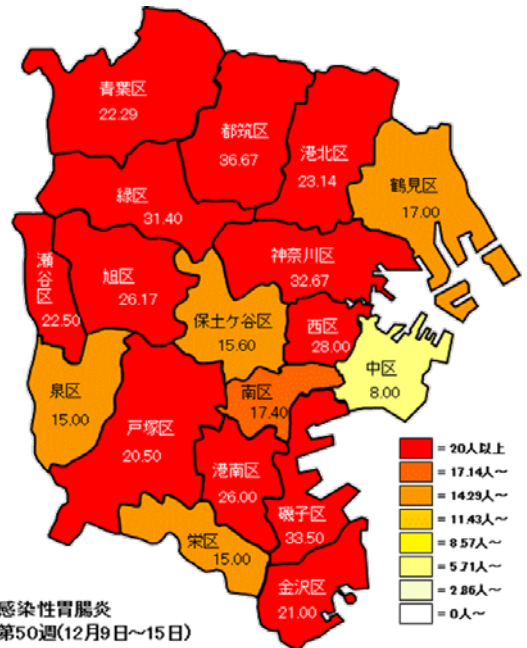 青葉区
22.29
都筑区
36.67
港北区
23.14
鶴見区
17.00
緑区
31.40
神奈川区
32.67
瀬谷区
22.50
旭区
26.17
保土ケ谷区
15.60
西区
28.00
中区
8.00
泉区
15.00
南区
17.40
戸塚区
20.50
港南区
26.00
磯子区
33.50
栄区
15.00
金沢区
21.00
= 20人以上
= 17.14人～
= 14.29人～
= 11.43人～
= 8.57人～
= 5.71人～
= 2.86人～
= 0人～
感染性胃腸炎
第50週(12月9日～15日)